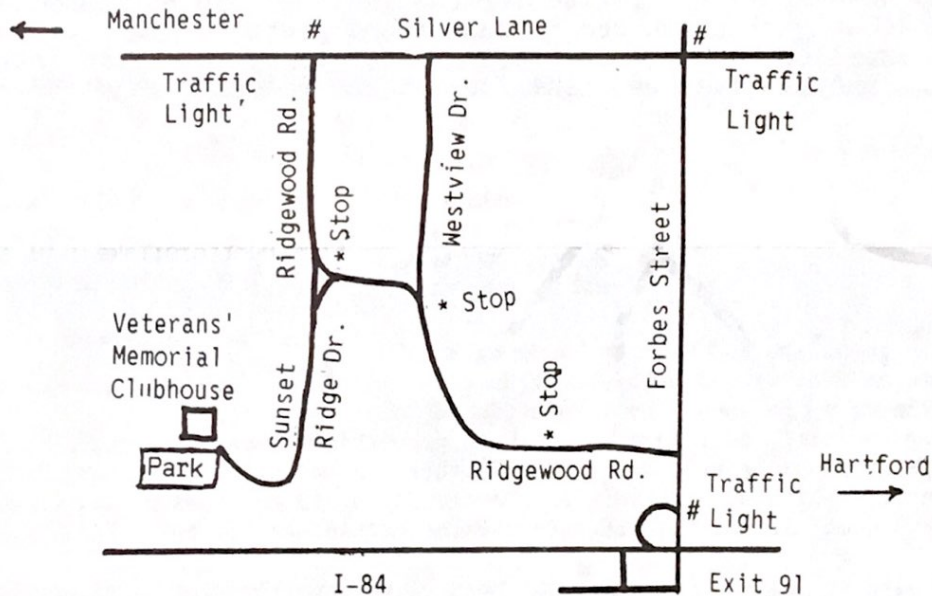 Manchester # Silver Lane #
Traffic
Light'
Traffic
Light
Ridgewood Rd.
* Stop
Westview Dr.
Forbes Street
* Stop
Veterans'
Memorial
Clubhouse
Sunset
Ridge Dr.
* Stop
Park
Ridgewood Rd.
Hartford
# Traffic
Light
I-84
Exit 91